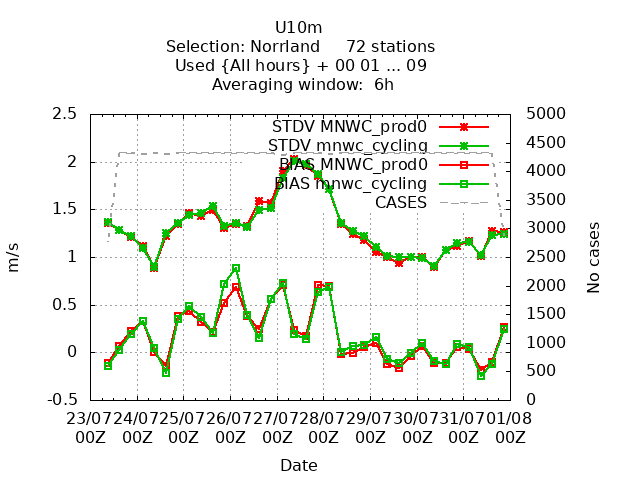 U10m
Selection: Norrland     72 stations
Used {All hours} + 00 01 ... 09
Averaging window:  6h
STDV MNWC_prod0
STDV mnwc_cycling
BIAS MNWC_prod0
BIAS mnwc_cycling
CASES
m/s
2.5
2
1.5
1
0.5
0
-0.5
No cases
5000
4500
4000
3500
3000
2500
2000
1500
1000
500
0
23/07 24/07 25/07 26/07 27/07 28/07 29/07 30/07 31/07 01/08
00Z 00Z 00Z 00Z 00Z 00Z 00Z 00Z 00Z 00Z
Date